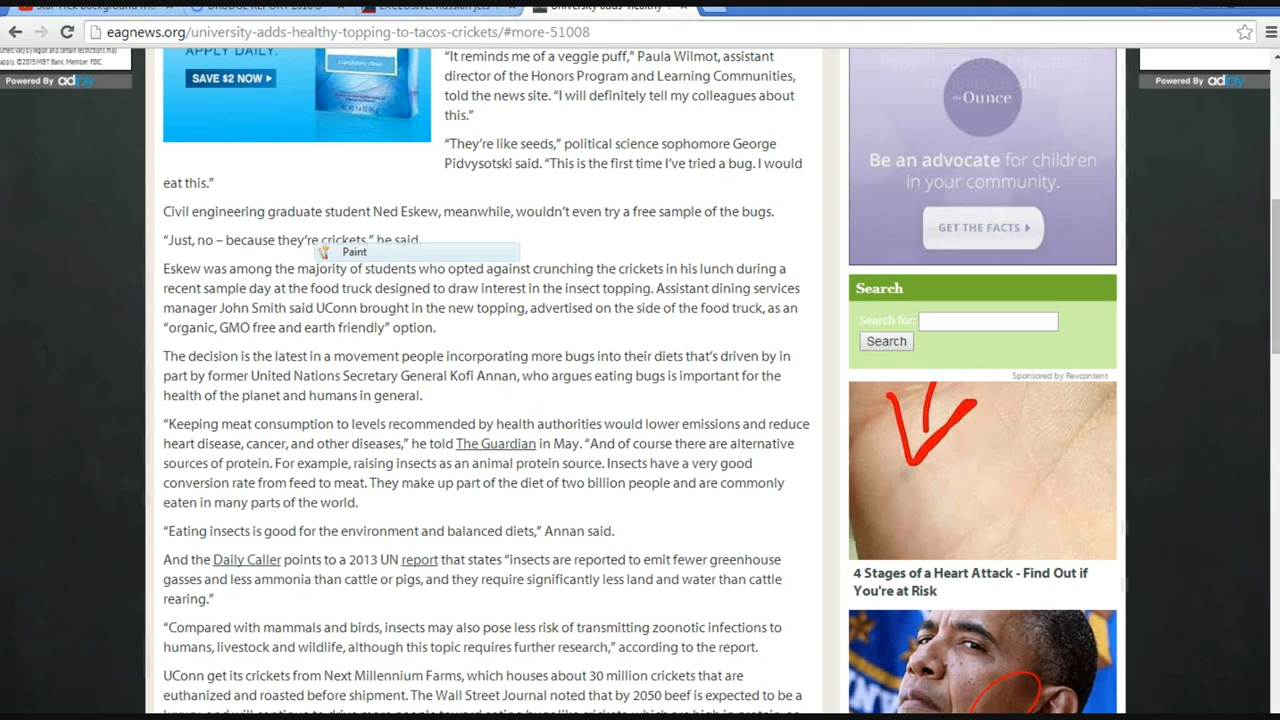 eagnews.org/university-adds-healthy-topping-to-tacos-crickets/#more-51008
apply. ©2015 M&T Bank. Member FDIC.
Powered By adply
APPLY DAILY.
SAVE $2 NOW ▸
"It reminds me of a veggie puff," Paula Wilmot, assistant
director of the Honors Program and Learning Communities,
told the news site. "I will definitely tell my colleagues about
this."
"They're like seeds," political science sophomore George
Pidvysotski said. "This is the first time I've tried a bug. I would
eat this."
Civil engineering graduate student Ned Eskew, meanwhile, wouldn't even try a free sample of the bugs.
"Just, no – because they're crickets," he said.
Paint
Eskew was among the majority of students who opted against crunching the crickets in his lunch during a
recent sample day at the food truck designed to draw interest in the insect topping. Assistant dining services
manager John Smith said UConn brought in the new topping, advertised on the side of the food truck, as an
"organic, GMO free and earth friendly" option.
The decision is the latest in a movement people incorporating more bugs into their diets that's driven by in
part by former United Nations Secretary General Kofi Annan, who argues eating bugs is important for the
health of the planet and humans in general.
"Keeping meat consumption to levels recommended by health authorities would lower emissions and reduce
heart disease, cancer, and other diseases," he told The Guardian in May. "And of course there are alternative
sources of protein. For example, raising insects as an animal protein source. Insects have a very good
conversion rate from feed to meat. They make up part of the diet of two billion people and are commonly
eaten in many parts of the world.
"Eating insects is good for the environment and balanced diets," Annan said.
And the Daily Caller points to a 2013 UN report that states "insects are reported to emit fewer greenhouse
gasses and less ammonia than cattle or pigs, and they require significantly less land and water than cattle
rearing."
"Compared with mammals and birds, insects may also pose less risk of transmitting zoonotic infections to
humans, livestock and wildlife, although this topic requires further research," according to the report.
UConn get its crickets from Next Millennium Farms, which houses about 30 million crickets that are
euthanized and roasted before shipment. The Wall Street Journal noted that by 2050 beef is expected to be a
the Ounce
Be an advocate for children
in your community.
GET THE FACTS ▸
Search
Search for:
Search
Sponsored by Revcontent
4 Stages of a Heart Attack - Find Out if
You're at Risk
Powered By adply